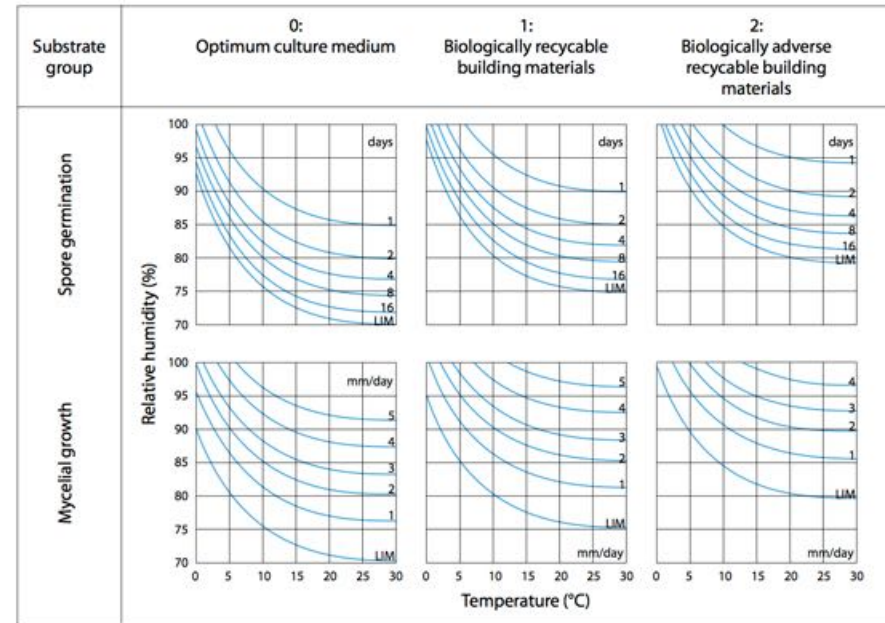 Substrate
group
0:
Optimum culture medium
1:
Biologically recycable
building materials
2:
Biologically adverse
recycable building
materials
Spore germination
Mycelial growth
Relative humidity (%)
100
95
90
85
80
75
70
days
1
2
4
8
16
LIM
days
1
2
4
8
16
LIM
days
1
2
4
8
16
LIM
100
95
90
85
80
75
70
mm/day
5
4
3
2
1
LIM
0 5 10 15 20 25 30
5
4
3
2
1
LIM
mm/day
0 5 10 15 20 25 30
4
3
2
1
LIM
mm/day
0 5 10 15 20 25 30
Temperature (°C)